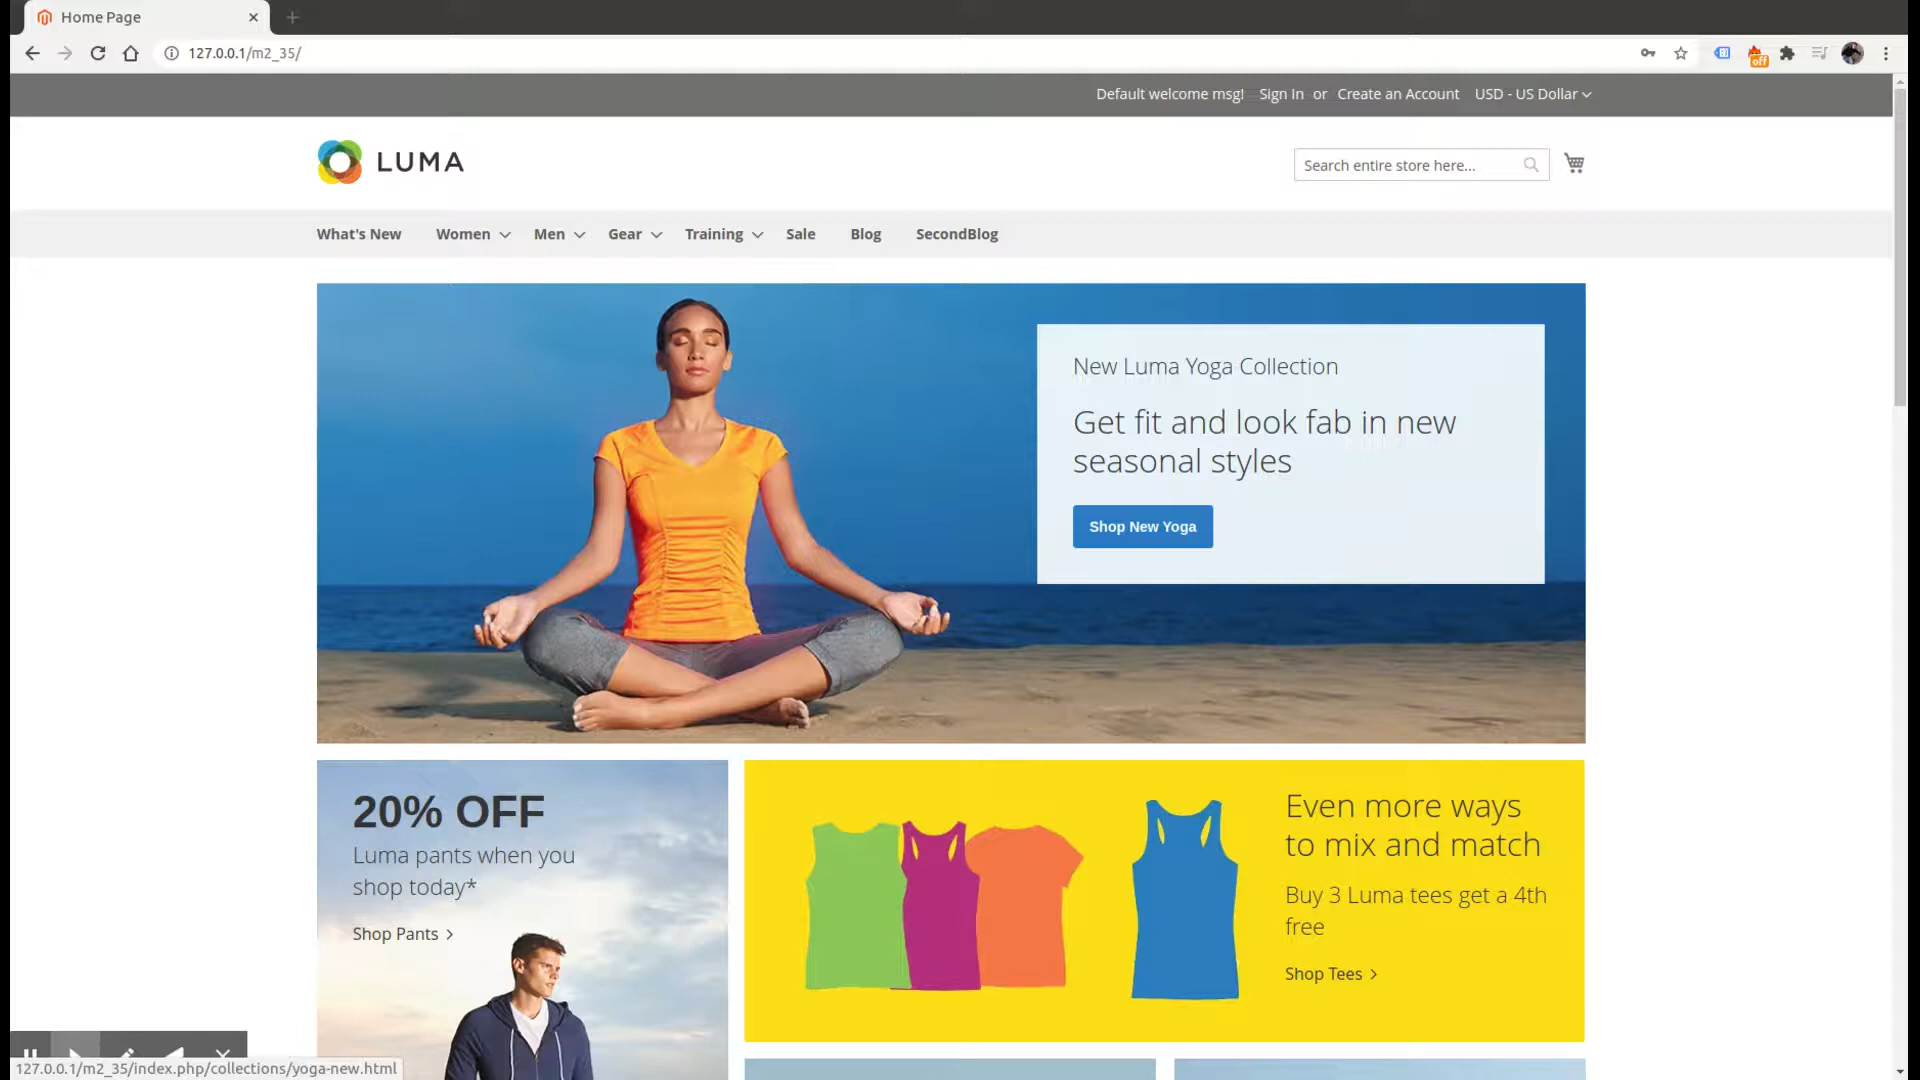 Home Page
127.0.0.1/m2_35/
off
Default welcome msg! Sign In or Create an Account USD - US Dollar
LUMA
Search entire store here...
What's New Women Men Gear Training Sale Blog SecondBlog
New Luma Yoga Collection
Get fit and look fab in new
seasonal styles
Shop New Yoga
20% OFF
Luma pants when you
shop today*
Shop Pants
Even more ways
to mix and match
Buy 3 Luma tees get a 4th
free
Shop Tees
127.0.0.1/m2_35/index.php/collections/yoga-new.html